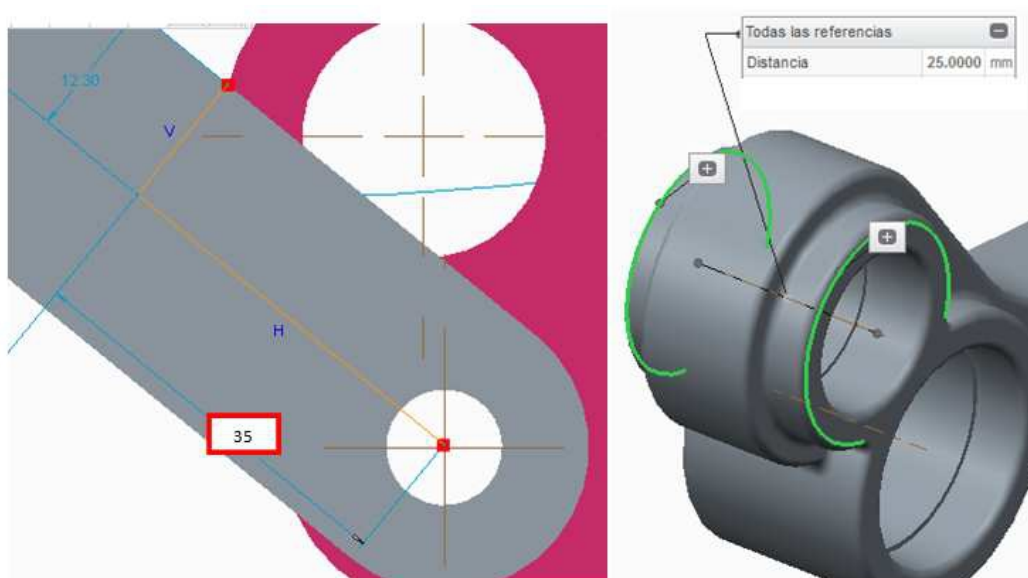 12.30
V
H
35
Todas las referencias
Distancia 25.0000 mm